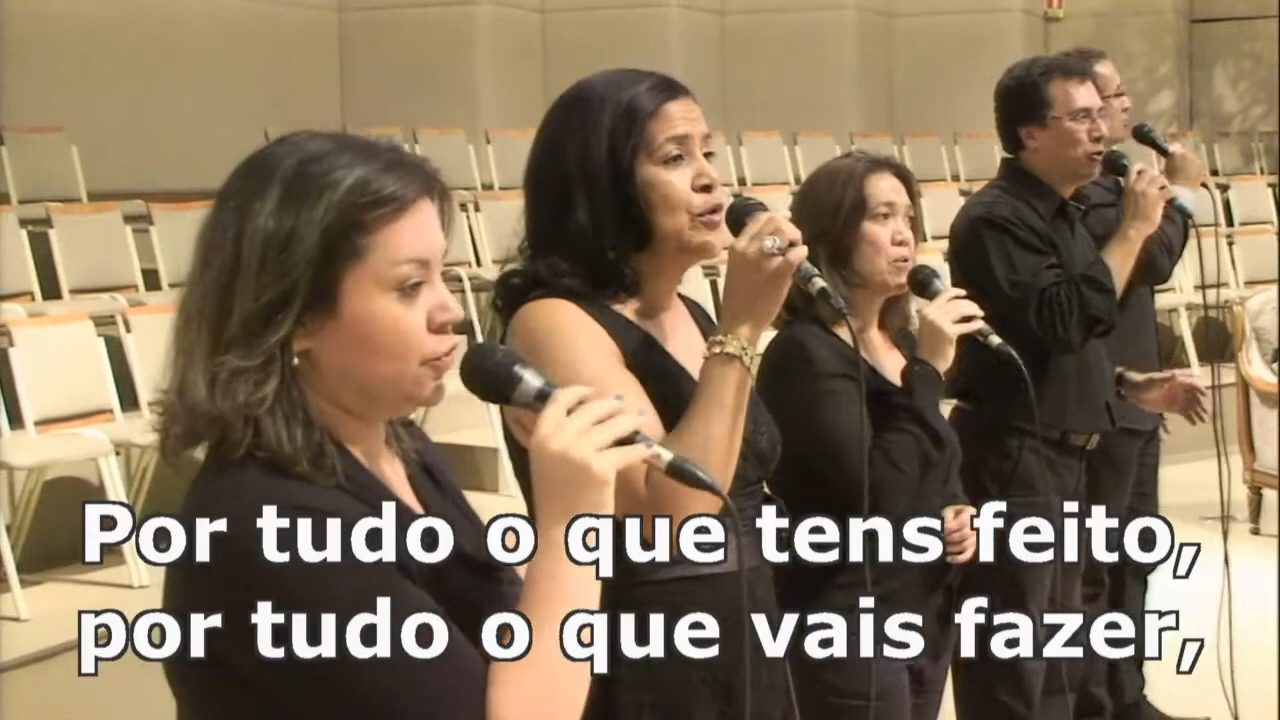 Por tudo o que tens feito,
por tudo o que vais fazer,